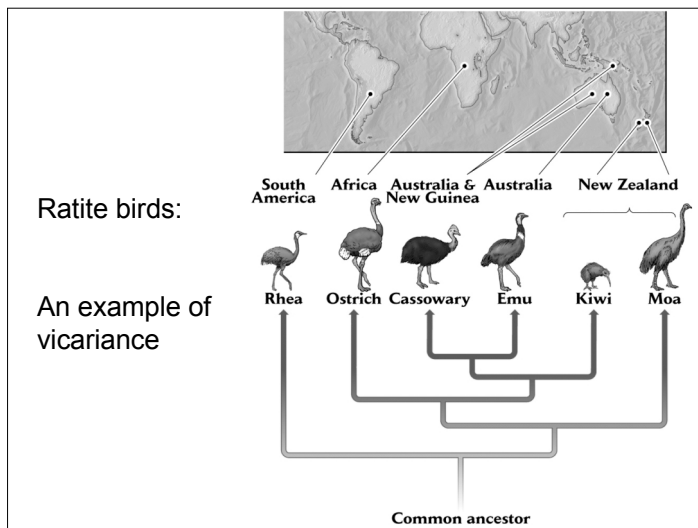 South
America
Africa
Australia &
New Guinea
Australia
New Zealand
Ratite birds:
An example of
vicariance
Rhea
Ostrich
Cassowary
Emu
Kiwi
Moa
Common ancestor